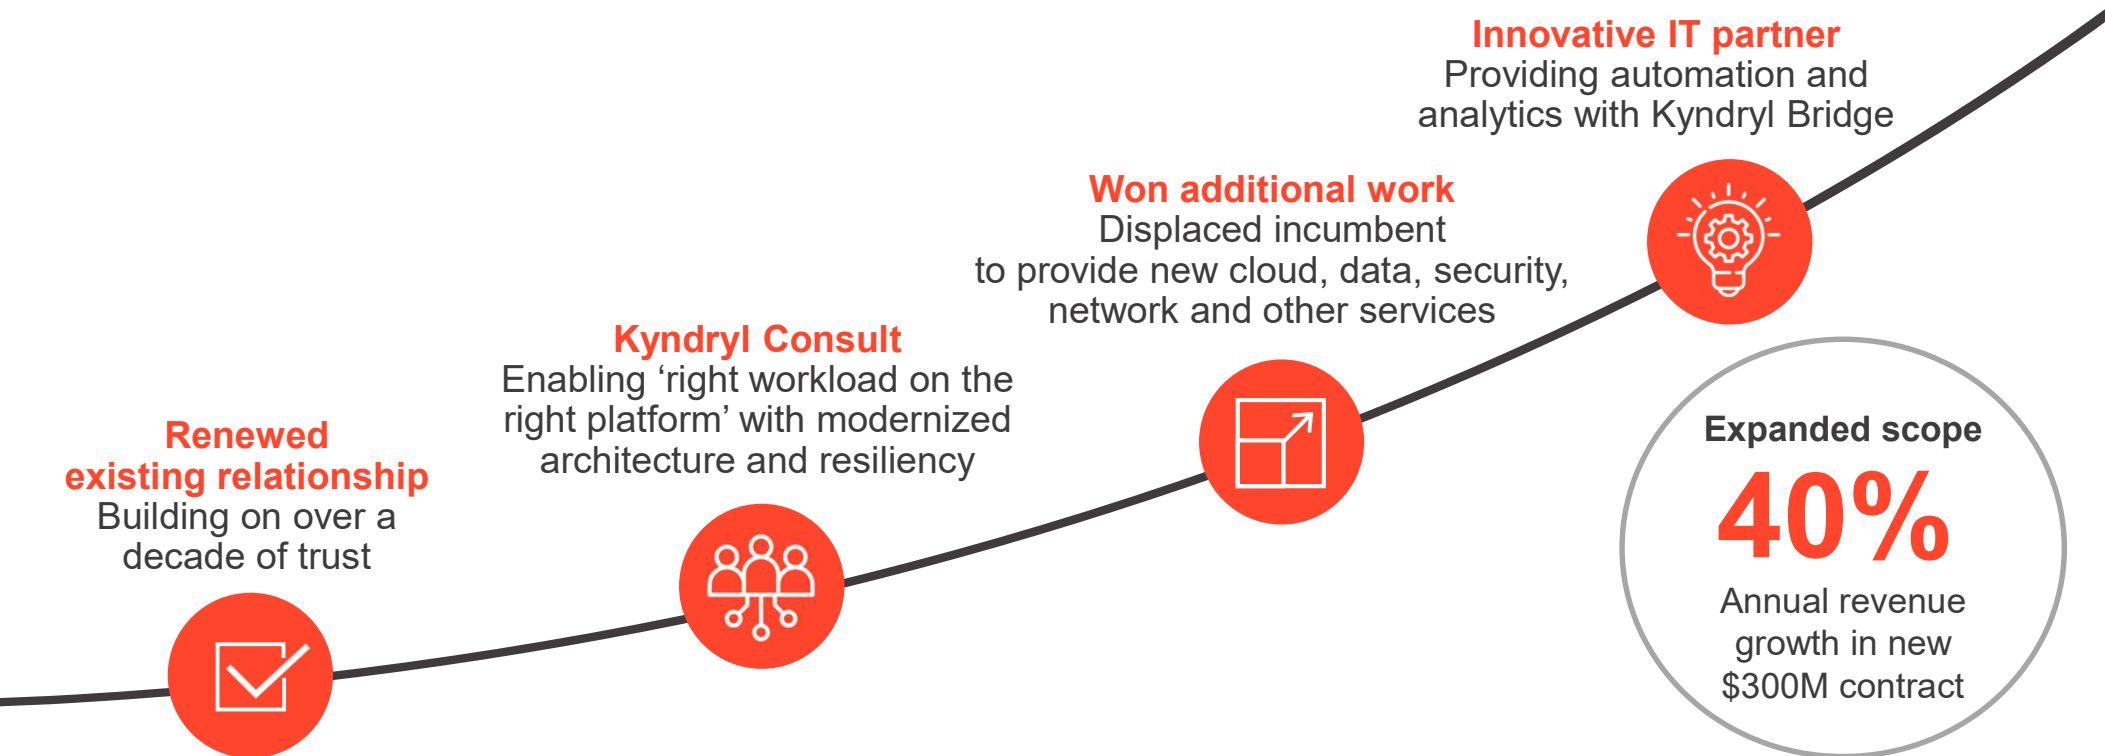 Renewed
existing relationship
Building on over a
decade of trust
Kyndryl Consult
Enabling ‘right workload on the
right platform’ with modernized
architecture and resiliency
Won additional work
Displaced incumbent
to provide new cloud, data, security,
network and other services
Innovative IT partner
Providing automation and
analytics with Kyndryl Bridge
Expanded scope
40%
Annual revenue
growth in new
$300M contract